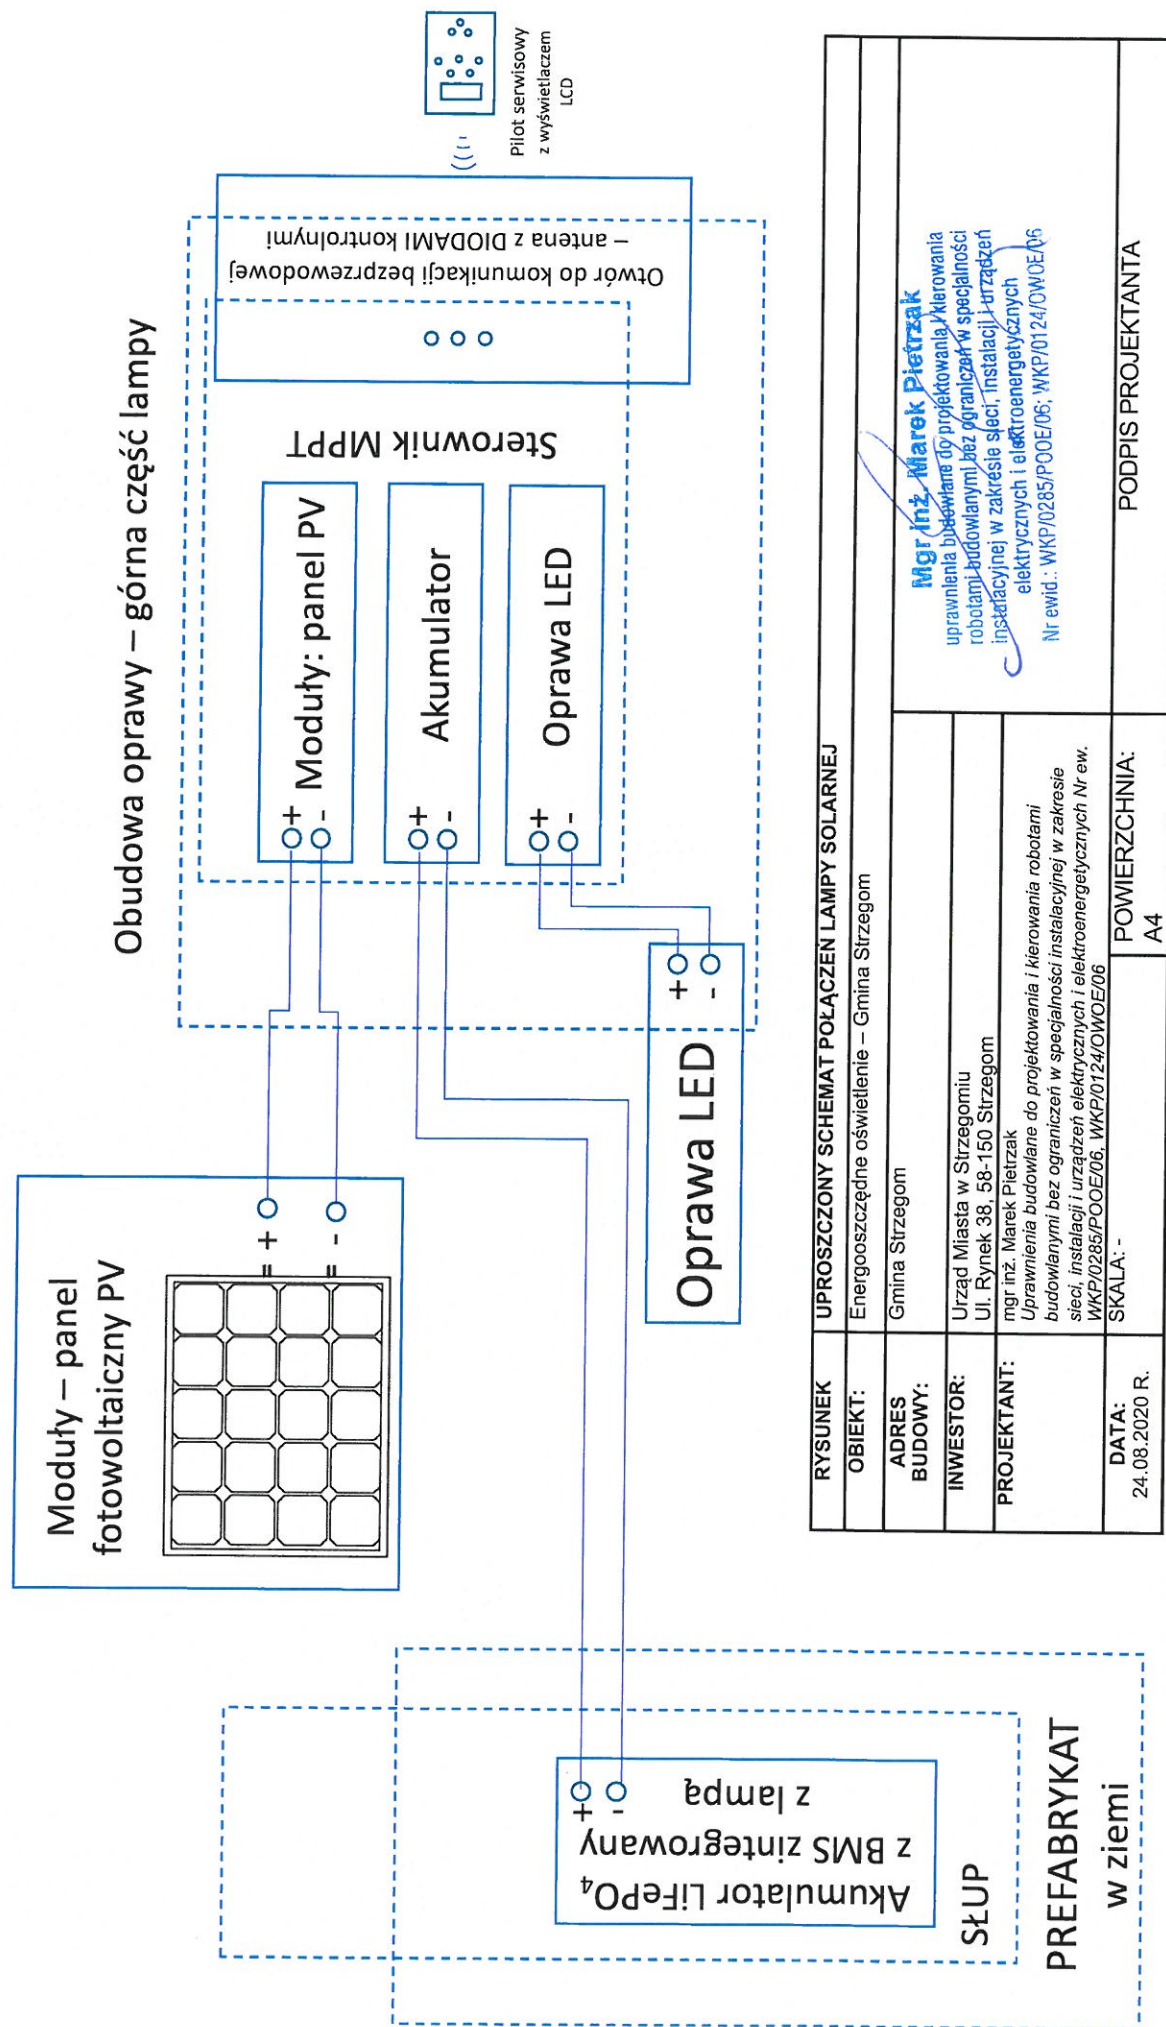 Obudowa oprawy – górna część lampy
Moduły – panel
fotowoltaiczny PV
+
-
+
-
Moduły: panel PV
+
-
Akumulator
+
-
Oprawa LED
Sterownik MPPT
Otwór do komunikacji bezprzewodowej
– antena z DIODAMI kontrolnymi
Pilot serwisowy
z wyświetlaczem
LCD
Oprawa LED
+
-
Akumulator LiFePO4
z BMS zintegrowany
z lampą
+
-
SŁUP
PREFABRYKAT
w ziemi
RYSUNEK
UPROSZCZONY SCHEMAT POŁĄCZEN LAMPY SOLARNEJ
OBIEKT:
Energooszczędne oświetlenie – Gmina Strzegom
ADRES
BUDOWY:
Gmina Strzegom
INWESTOR:
Urząd Miasta w Strzegomiu
Ul. Rynek 38, 58-150 Strzegom
PROJEKTANT:
mgr inż. Marek Pietrzak
Uprawnienia budowlane do projektowania i kierowania robotami
budowlanymi bez ograniczeń w specjalności instalacyjnej w zakresie
sieci, instalacji i urządzeń elektrycznych i elektroenergetycznych Nr ew.
WKP/0285/POOE/06, WKP/0124/OWOE/06
Mgr inż. Marek Pietrzak
uprawnienia budowlane do projektowania i kierowania
robotami budowlanymi bez ograniczeń w specjalności
instalacyjnej w zakresie sieci, instalacji i urządzeń
elektrycznych i elektroenergetycznych
Nr ewid.: WKP/0285/POOE/06; WKP/0124/OWOE/06
DATA:
24.08.2020 R.
SKALA: -
POWIERZCHNIA:
A4
PODPIS PROJEKTANTA